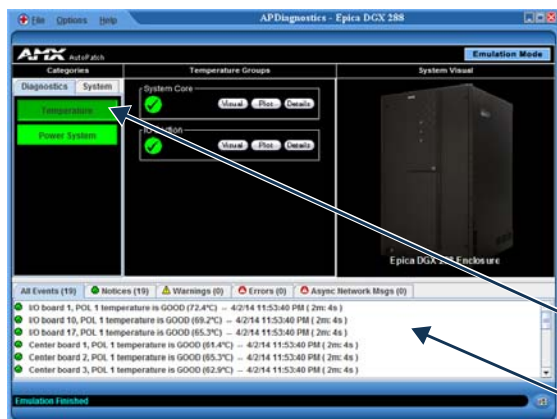 File Options Help
APDiagnostics - Epica DGX 288
AMX AutoPatch
Emulation Mode
Categories
Temperature Groups
System Visual
Diagnostics System
Temperature
Power System
System Core
Visual Plot Details
I/O Section
Visual Plot Details
Epica DGX 288 Enclosure
All Events (19) Notices (19) Warnings (0) Errors (0) Async Network Msgs (0)
I/O board 1, POL 1 temperature is GOOD (72.4°C) -- 4/2/14 11:53:40 PM ( 2m: 4s )
I/O board 10, POL 1 temperature is GOOD (69.2°C) -- 4/2/14 11:53:40 PM ( 2m: 4s )
I/O board 17, POL 1 temperature is GOOD (65.3°C) -- 4/2/14 11:53:40 PM ( 2m: 4s )
Center board 1, POL 1 temperature is GOOD (61.4°C) -- 4/2/14 11:53:40 PM ( 2m: 4s )
Center board 2, POL 1 temperature is GOOD (65.3°C) -- 4/2/14 11:53:40 PM ( 2m: 4s )
Center board 3, POL 1 temperature is GOOD (62.9°C) -- 4/2/14 11:53:40 PM ( 2m: 4s )
Emulation Finished